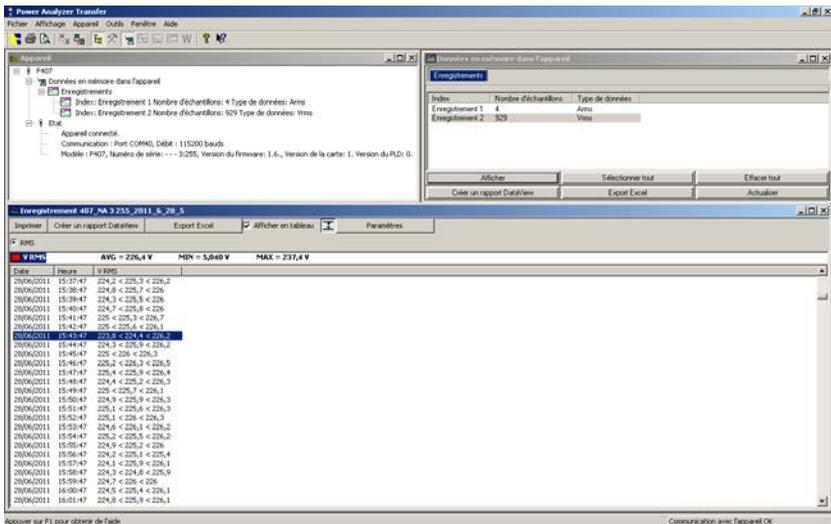 Power Analyzer Transfer
Fichier Affichage Appareil Outils Fenêtre Aide
Appareil
F407
Données en mémoire dans l'appareil
Enregistrements
Index: Enregistrement 1 Nombre d'échantillons: 4 Type de données: Arms
Index: Enregistrement 2 Nombre d'échantillons: 929 Type de données: Vrms
Etat
Appareil connecté.
Communication : Port COM40, Débit : 115200 bauds
Modèle : F407, Numéro de série: - - - 3:255, Version du firmware: 1.6., Version de la carte: 1. Version du PLD: 0.
Données en mémoire dans l'appareil
Enregistrements
Index Nombre d'échantillons Type de données
Enregistrement 1 4 Arms
Enregistrement 2 929 Vrms
Afficher Sélectionner tout Effacer tout
Créer un rapport DataView Export Excel Actualiser
Enregistrement 407_NA 3 255_2011_6_28_5
Imprimer Créer un rapport DataView Export Excel Afficher en tableau Paramètres
RMS
V RMS AVG = 226,4 V MIN = 5,040 V MAX = 237,4 V
Date Heure V RMS
28/06/2011 15:37:47 224,2 < 225,3 < 226,2
28/06/2011 15:38:47 224,8 < 225,7 < 226
28/06/2011 15:39:47 224,3 < 225,5 < 226
28/06/2011 15:40:47 224,7 < 225,8 < 226
28/06/2011 15:41:47 225 < 225,3 < 226,7
28/06/2011 15:42:47 225 < 225,6 < 226,1
28/06/2011 15:43:47 223,8 < 224,4 < 226,2
28/06/2011 15:44:47 224,3 < 225,9 < 226,2
28/06/2011 15:45:47 225 < 226 < 226,3
28/06/2011 15:46:47 225,2 < 226,3 < 226,5
28/06/2011 15:47:47 225,4 < 225,9 < 226,4
28/06/2011 15:48:47 224,4 < 225,2 < 226,3
28/06/2011 15:49:47 225 < 225,7 < 226,1
28/06/2011 15:50:47 224,9 < 225,9 < 226,3
28/06/2011 15:51:47 225,1 < 225,6 < 226,3
28/06/2011 15:52:47 225,1 < 226 < 226,3
28/06/2011 15:53:47 224,6 < 226,1 < 226,2
28/06/2011 15:54:47 225,2 < 225,5 < 226,2
28/06/2011 15:55:47 224,9 < 225,2 < 226
28/06/2011 15:56:47 224,2 < 225,1 < 225,4
28/06/2011 15:57:47 224,1 < 225,9 < 226,1
28/06/2011 15:58:47 224,3 < 224,8 < 225,9
28/06/2011 15:59:47 224,7 < 226 < 226
28/06/2011 16:00:47 224,5 < 225,4 < 226,1
28/06/2011 16:01:47 224,8 < 225,9 < 226,1
Appuyer sur F1 pour obtenir de l'aide
Communication avec l'appareil OK